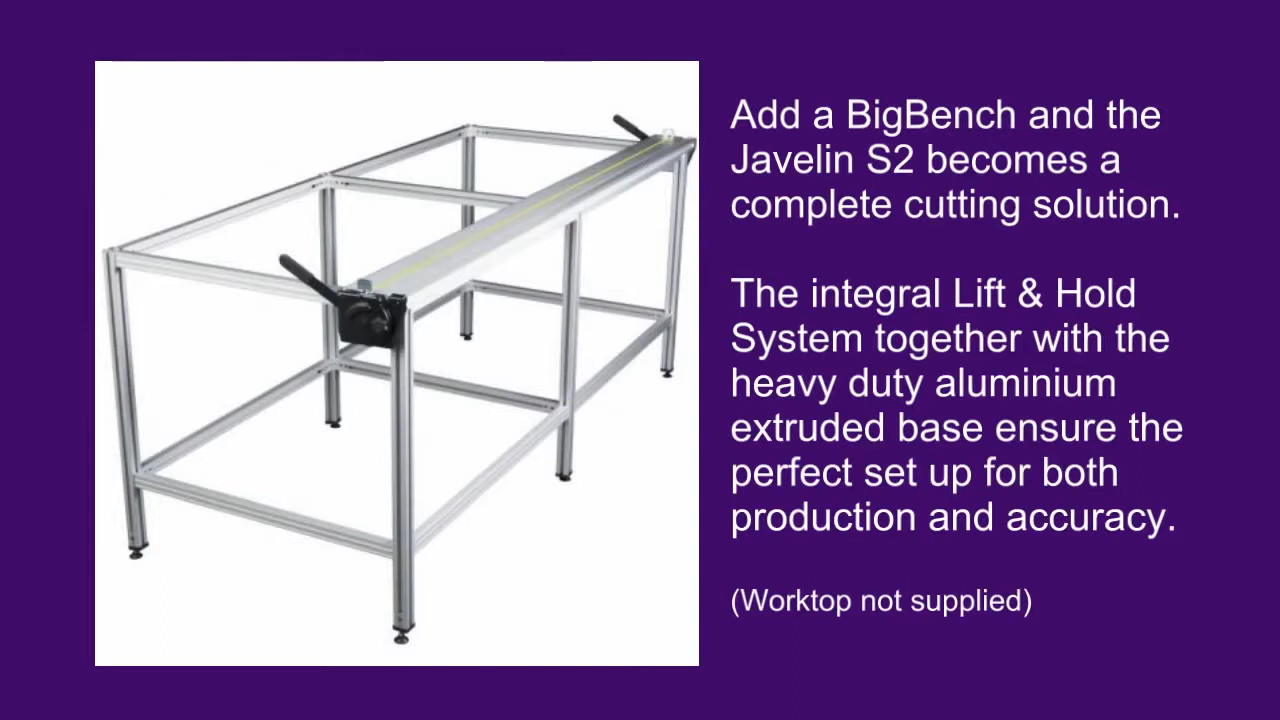 Add a BigBench and the
Javelin S2 becomes a
complete cutting solution.
The integral Lift & Hold
System together with the
heavy duty aluminium
extruded base ensure the
perfect set up for both
production and accuracy.
(Worktop not supplied)